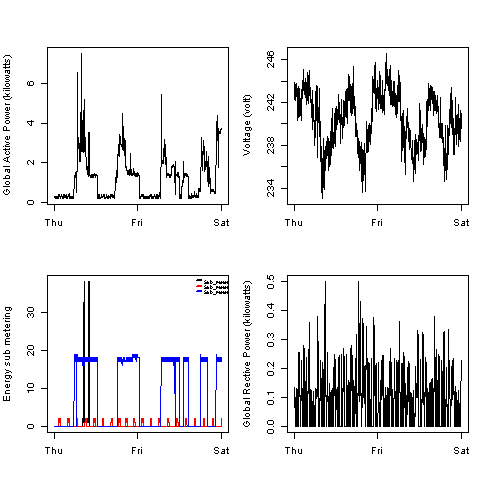 Global Active Power (kilowatts)
0 2 4 6
Thu Fri Sat
Voltage (volt)
234 238 242 246
Thu Fri Sat
Energy sub metering
0 10 20 30
Thu Fri Sat
Global Rective Power (kilowatts)
0.0 0.1 0.2 0.3 0.4 0.5
Thu Fri Sat